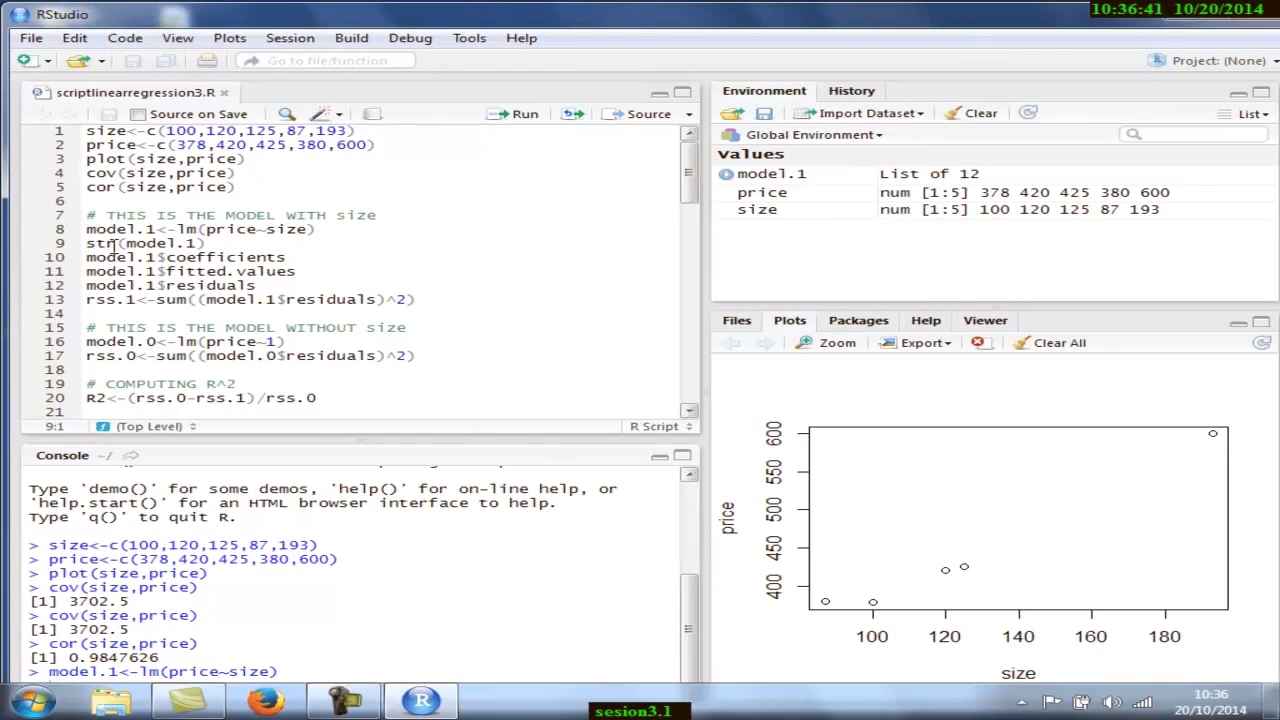 RStudio
10:36:41 10/20/2014
File Edit Code View Plots Session Build Debug Tools Help
Go to file/function
Project: (None)
scriptlinearregression3.R
Source on Save
Run
Source
1 size<-c(100,120,125,87,193)
2 price<-c(378,420,425,380,600)
3 plot(size,price)
4 cov(size,price)
5 cor(size,price)
6
7 # THIS IS THE MODEL WITH size
8 model.1<-lm(price~size)
9 str(model.1)
10 model.1$coefficients
11 model.1$fitted.values
12 model.1$residuals
13 rss.1<-sum((model.1$residuals)^2)
14
15 # THIS IS THE MODEL WITHOUT size
16 model.0<-lm(price~1)
17 rss.0<-sum((model.0$residuals)^2)
18
19 # COMPUTING R^2
20 R2<-(rss.0-rss.1)/rss.0
21
9:1 (Top Level) R Script
Console ~/
Type 'demo()' for some demos, 'help()' for on-line help, or
'help.start()' for an HTML browser interface to help.
Type 'q()' to quit R.
> size<-c(100,120,125,87,193)
> price<-c(378,420,425,380,600)
> plot(size,price)
> cov(size,price)
[1] 3702.5
> cov(size,price)
[1] 3702.5
> cor(size,price)
[1] 0.9847626
> model.1<-lm(price~size)
Environment History
Import Dataset Clear List
Global Environment
Values
model.1 List of 12
price num [1:5] 378 420 425 380 600
size num [1:5] 100 120 125 87 193
Files Plots Packages Help Viewer
Zoom Export Clear All
600
550
500
450
400
price
100 120 140 160 180
size
sesion3.1
10:36
20/10/2014